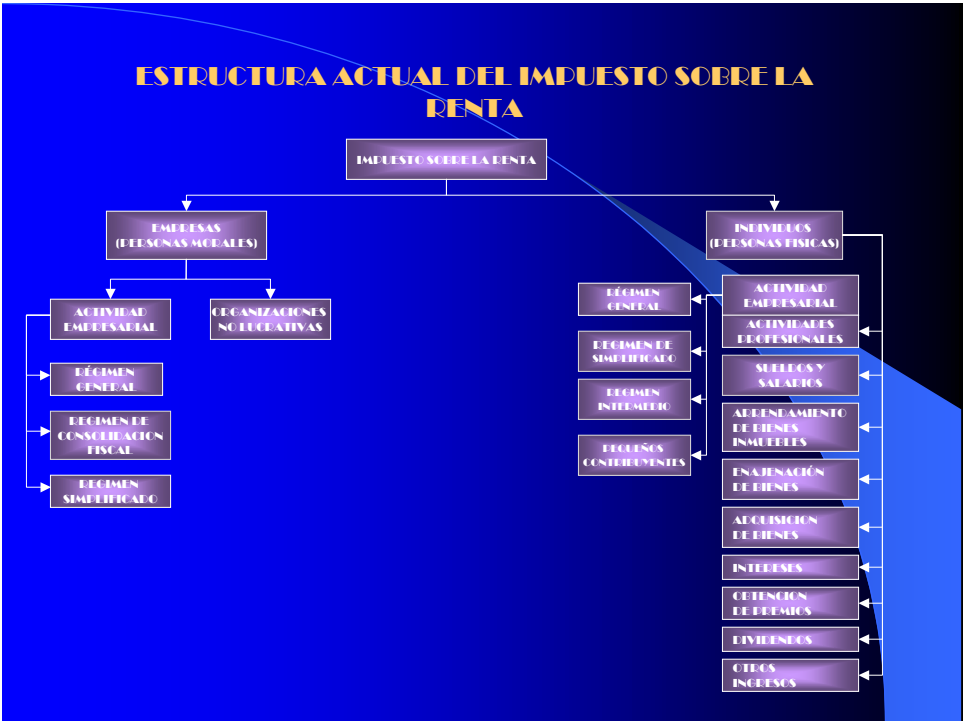 ESTRUCTURA ACTUAL DEL IMPUESTO SOBRE LA
RENTA
IMPUESTO SOBRE LA RENTA
EMPRESAS
(PERSONAS MORALES)
ACTIVIDAD
EMPRESARIAL
ORGANIZACIONES
NO LUCRATIVAS
RÉGIMEN
GENERAL
REGIMEN DE
CONSOLIDACION
FISCAL
REGIMEN
SIMPLIFICADO
INDIVIDUOS
(PERSONAS FISICAS)
ACTIVIDAD
EMPRESARIAL
RÉGIMEN
GENERAL
REGIMEN DE
SIMPLIFICADO
REGIMEN
INTERMEDIO
PEQUEÑOS
CONTRIBUYENTES
ACTIVIDADES
PROFESIONALES
SUELDOS Y
SALARIOS
ARRENDAMIENTO
DE BIENES
INMUEBLES
ENAJENACIÓN
DE BIENES
ADQUISICION
DE BIENES
INTERESES
OBTENCION
DE PREMIOS
DIVIDENDOS
OTROS
INGRESOS